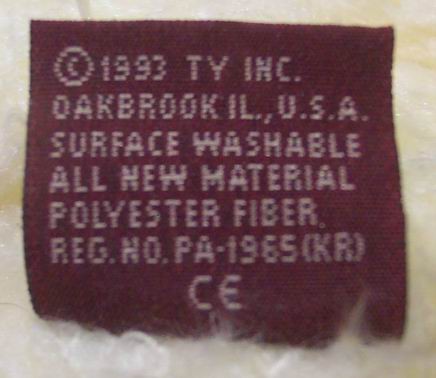 ©1993 TY INC.
OAKBROOK IL., U.S.A.
SURFACE WASHABLE
ALL NEW MATERIAL
POLYESTER FIBER.
REG. NO. PA-1965(KR)
CE